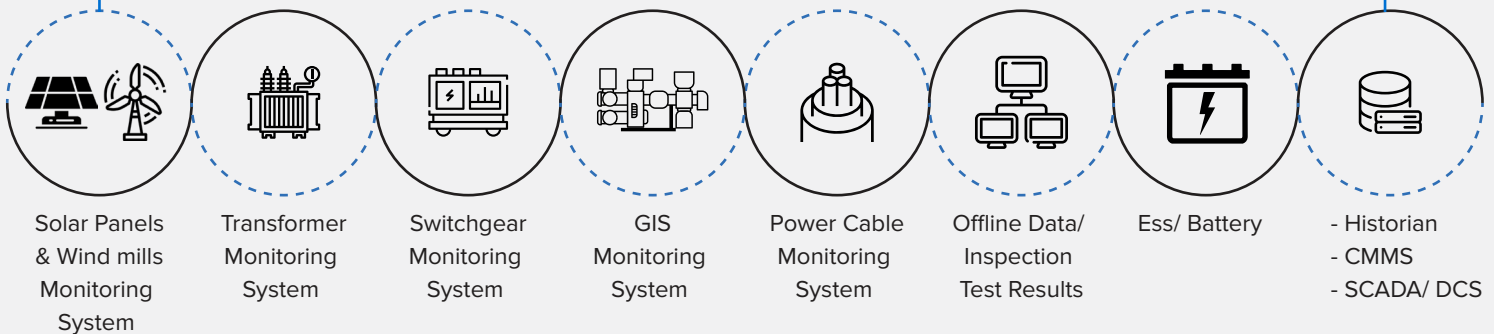 Solar Panels
& Wind mills
Monitoring
System
Transformer
Monitoring
System
Switchgear
Monitoring
System
GIS
Monitoring
System
Power Cable
Monitoring
System
Offline Data/
Inspection
Test Results
Ess/ Battery
- Historian
- CMMS
- SCADA/ DCS